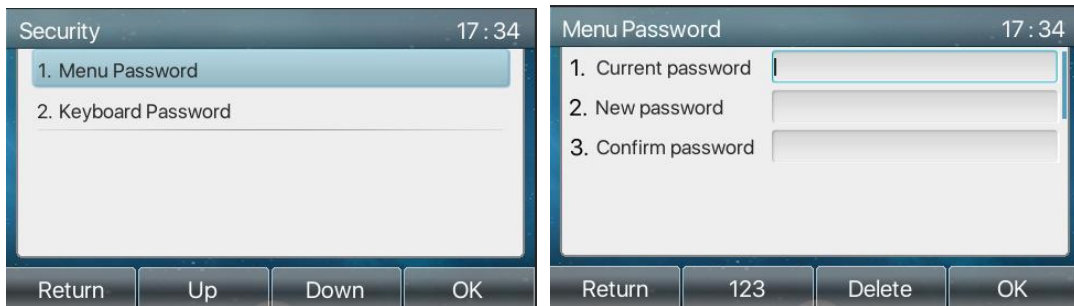 Security 17:34
1. Menu Password
2. Keyboard Password
Return Up Down OK
Menu Password 17:34
1. Current password
2. New password
3. Confirm password
Return 123 Delete OK